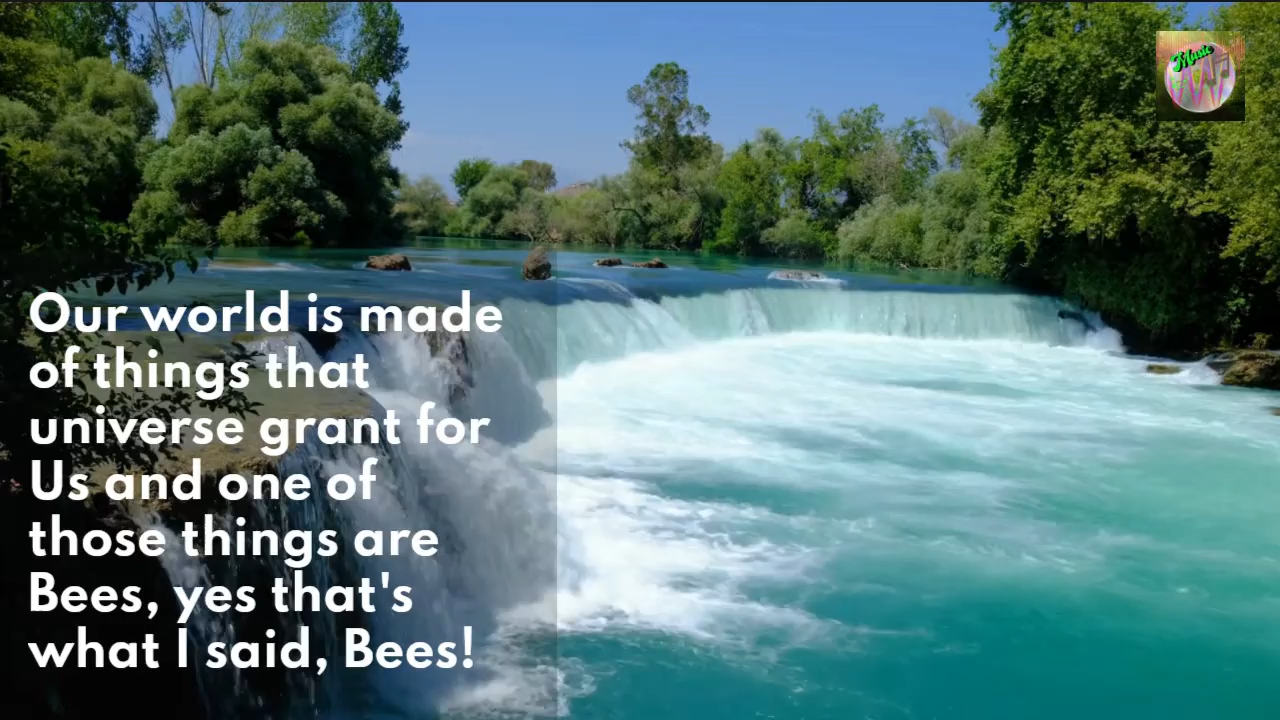 Music
Our world is made
of things that
universe grant for
Us and one of
those things are
Bees, yes that's
what I said, Bees!